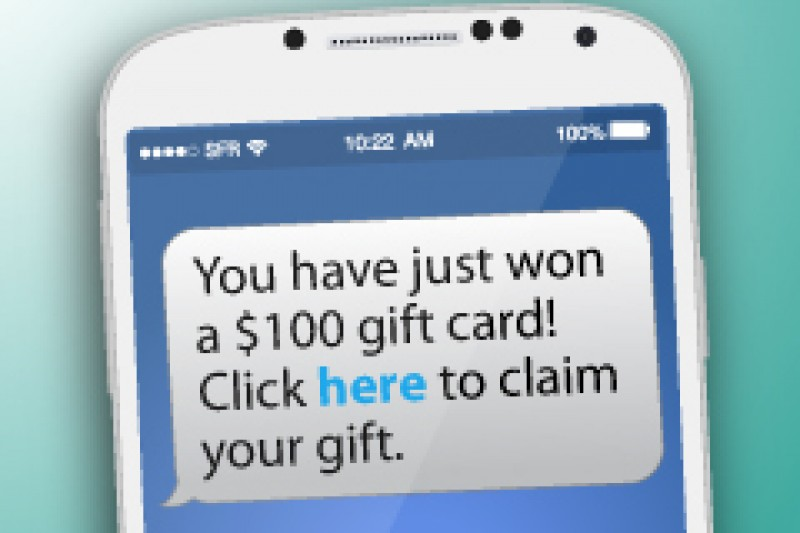 SFR 10:22 AM 100%
You have just won
a $100 gift card!
Click here to claim
your gift.